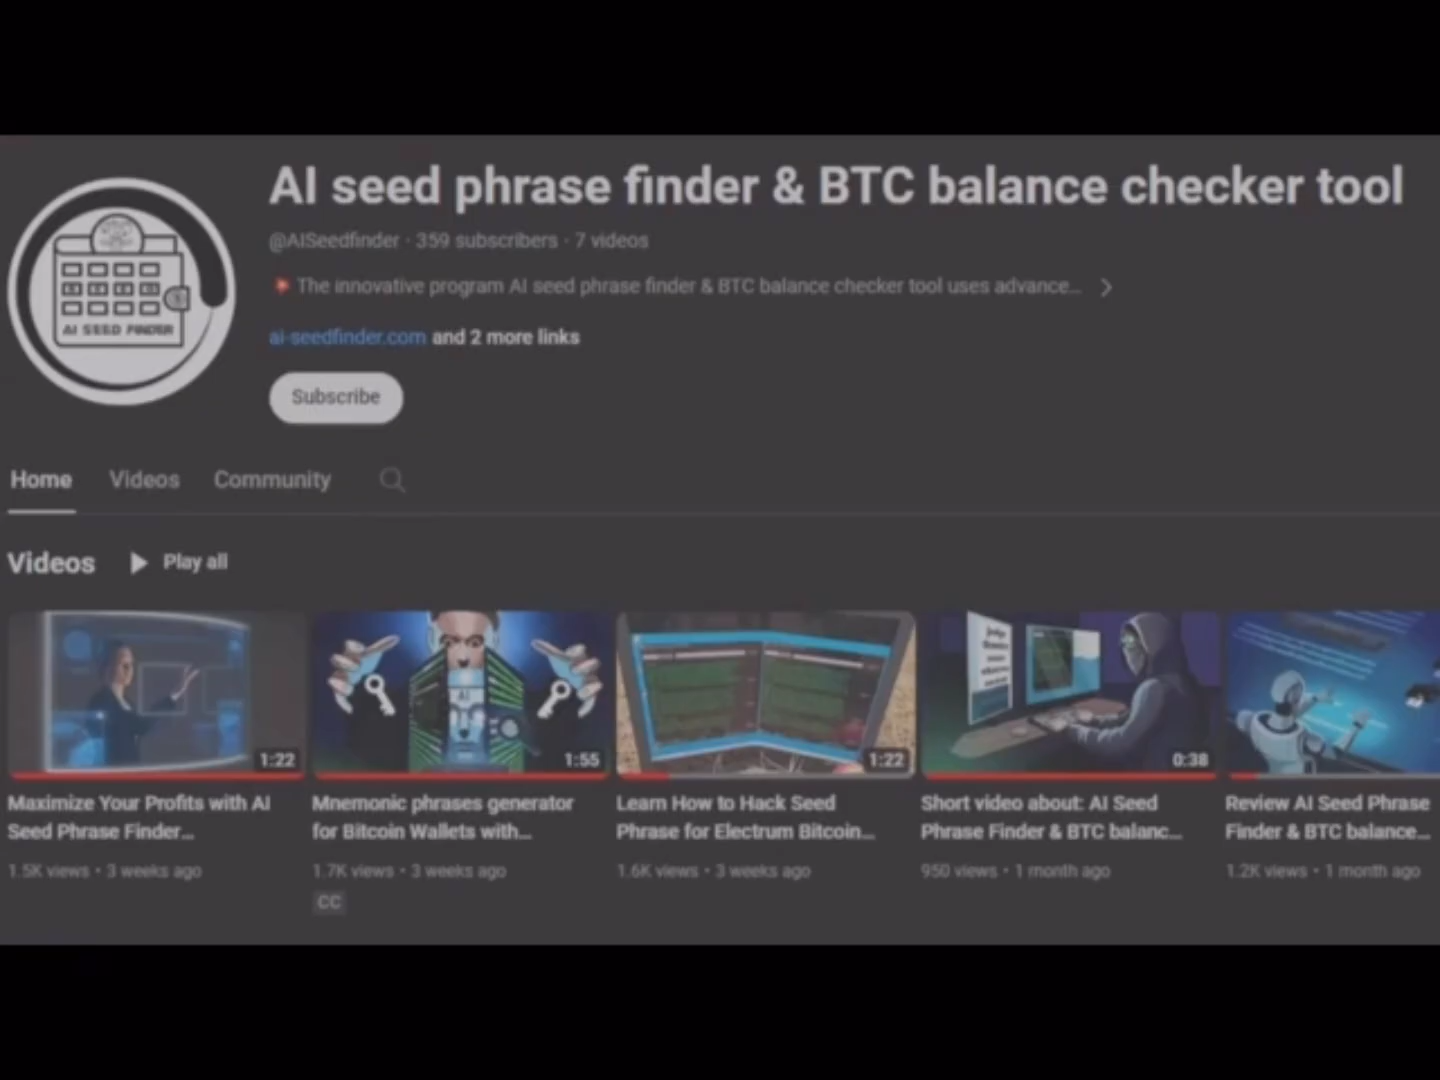 AI seed phrase finder & BTC balance checker tool
@AISeedfinder · 359 subscribers · 7 videos
The innovative program AI seed phrase finder & BTC balance checker tool uses advance...
ai-seedfinder.com and 2 more links
Subscribe
AI SEED FINDER
Home Videos Community
Videos Play all
1:22 1:55 1:22 0:38
Maximize Your Profits with AI
Seed Phrase Finder...
1.5K views • 3 weeks ago
Mnemonic phrases generator
for Bitcoin Wallets with...
1.7K views • 3 weeks ago
CC
Learn How to Hack Seed
Phrase for Electrum Bitcoin...
1.6K views • 3 weeks ago
Short video about: AI Seed
Phrase Finder & BTC balanc...
950 views • 1 month ago
Review AI Seed Phrase
Finder & BTC balance...
1.2K views • 1 month ago